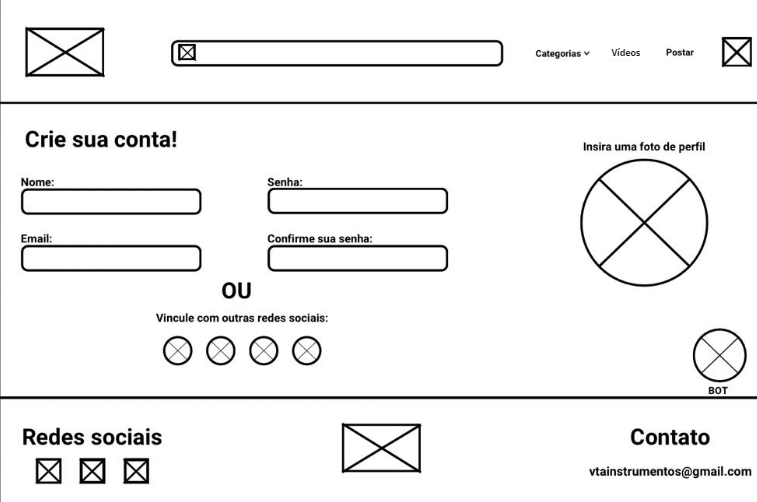 Categorias
Vídeos
Postar
Crie sua conta!
Insira uma foto de perfil
Nome:
Senha:
Email:
Confirme sua senha:
OU
Vincule com outras redes sociais:
BOT
Redes sociais
Contato
vtainstrumentos@gmail.com